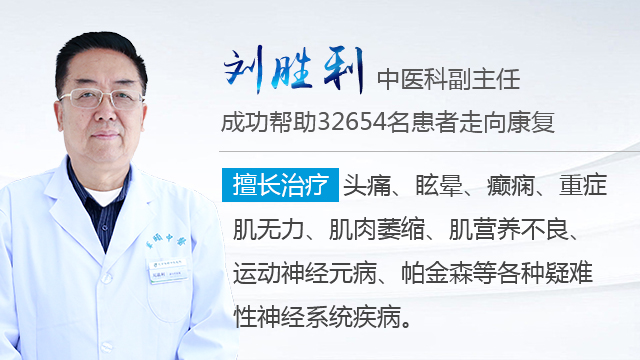 刘胜利 中医科副主任
成功帮助32654名患者走向康复
擅长治疗 头痛、眩晕、癫痫、重症
肌无力、肌肉萎缩、肌营养不良、
运动神经元病、帕金森等各种疑难
性神经系统疾病。